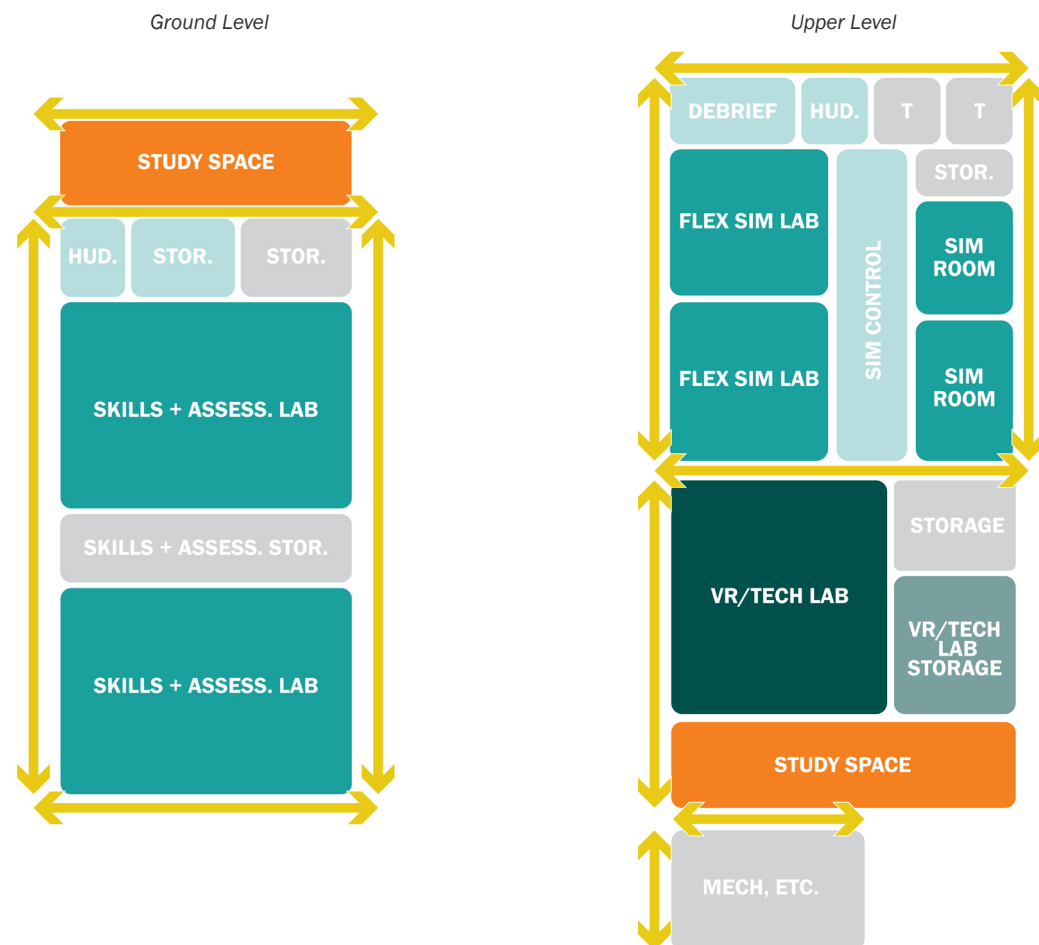 Ground Level
STUDY SPACE
HUD.
STOR.
STOR.
SKILLS + ASSESS. LAB
SKILLS + ASSESS. STOR.
SKILLS + ASSESS. LAB
Upper Level
DEBRIEF
HUD.
T
T
FLEX SIM LAB
SIM CONTROL
STOR.
SIM
ROOM
FLEX SIM LAB
SIM
ROOM
VR/TECH LAB
STORAGE
VR/TECH
LAB
STORAGE
STUDY SPACE
MECH, ETC.